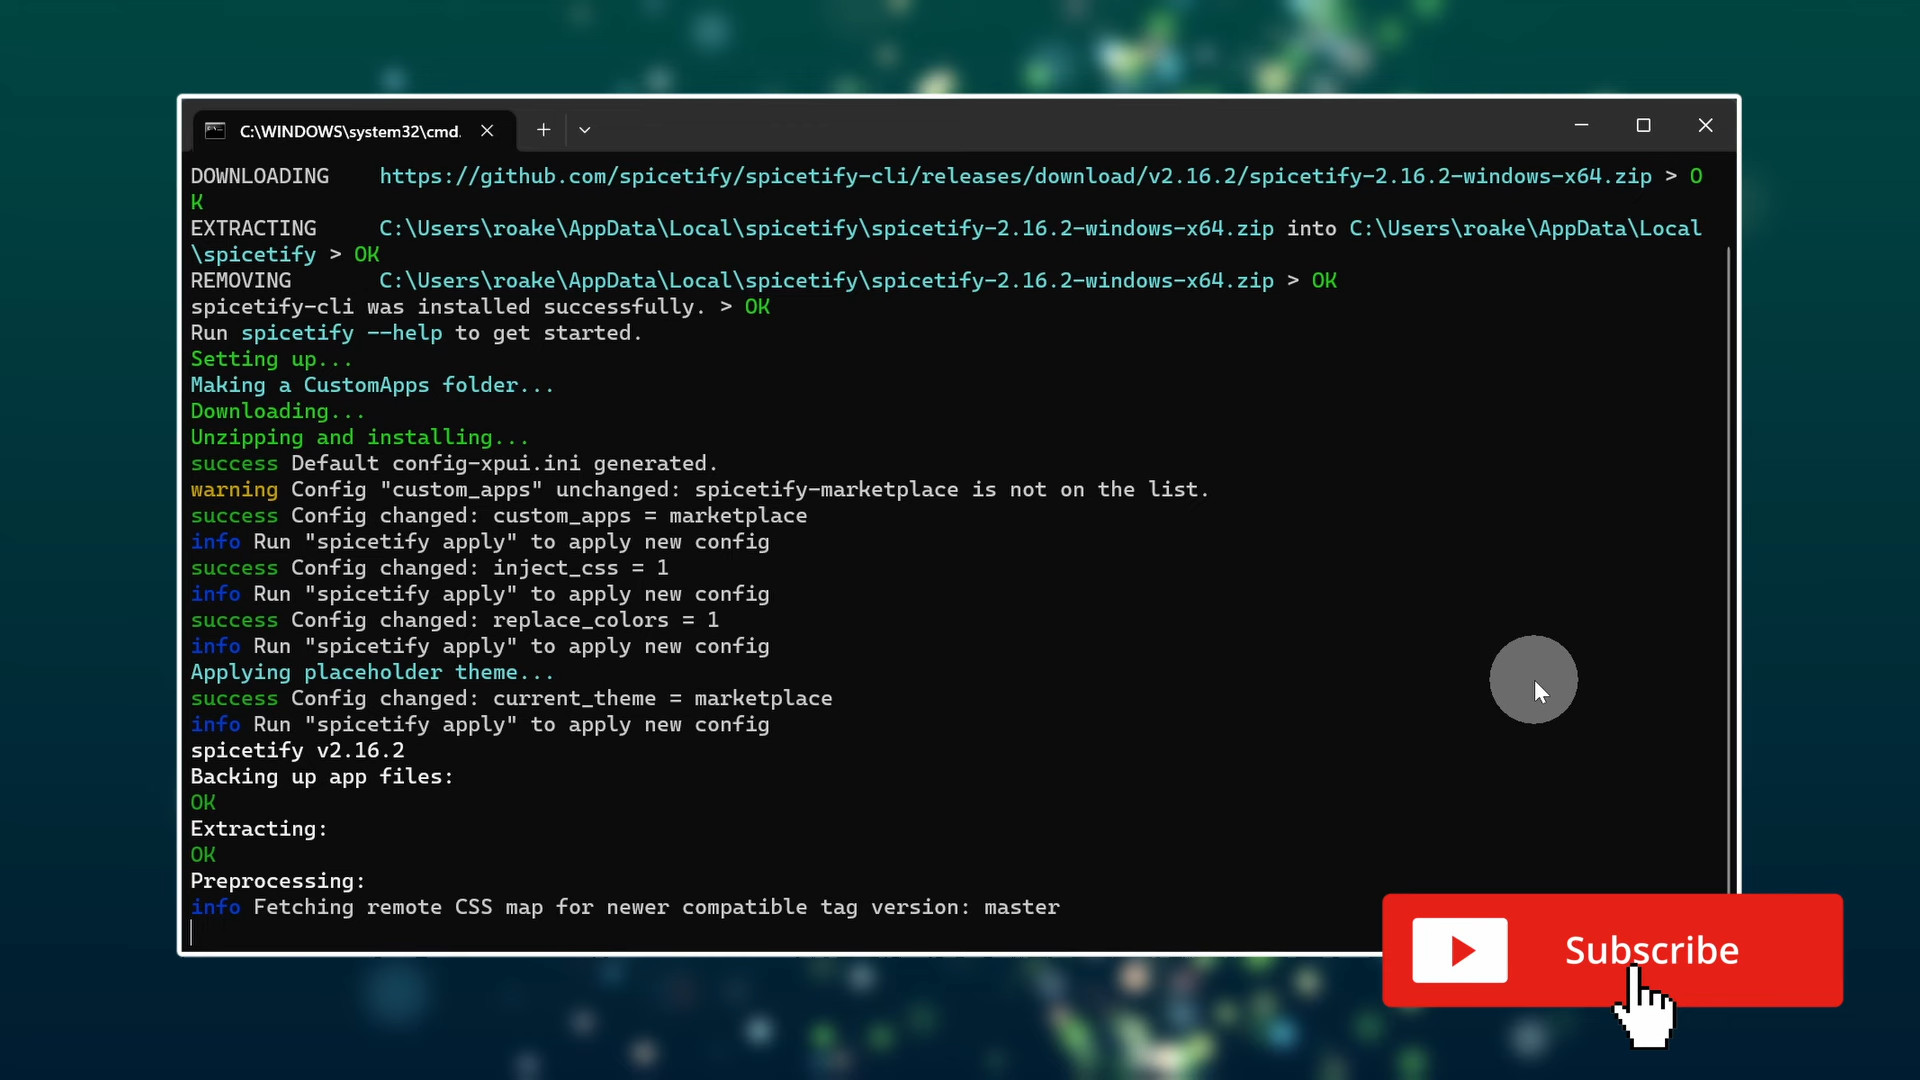 C:\WINDOWS\system32\cmd.
DOWNLOADING https://github.com/spicetify/spicetify-cli/releases/download/v2.16.2/spicetify-2.16.2-windows-x64.zip > O
K
EXTRACTING C:\Users\roake\AppData\Local\spicetify\spicetify-2.16.2-windows-x64.zip into C:\Users\roake\AppData\Local
\spicetify > OK
REMOVING C:\Users\roake\AppData\Local\spicetify\spicetify-2.16.2-windows-x64.zip > OK
spicetify-cli was installed successfully. > OK
Run spicetify --help to get started.
Setting up...
Making a CustomApps folder...
Downloading...
Unzipping and installing...
success Default config-xpui.ini generated.
warning Config "custom_apps" unchanged: spicetify-marketplace is not on the list.
success Config changed: custom_apps = marketplace
info Run "spicetify apply" to apply new config
success Config changed: inject_css = 1
info Run "spicetify apply" to apply new config
success Config changed: replace_colors = 1
info Run "spicetify apply" to apply new config
Applying placeholder theme...
success Config changed: current_theme = marketplace
info Run "spicetify apply" to apply new config
spicetify v2.16.2
Backing up app files:
OK
Extracting:
OK
Preprocessing:
info Fetching remote CSS map for newer compatible tag version: master
Subscribe